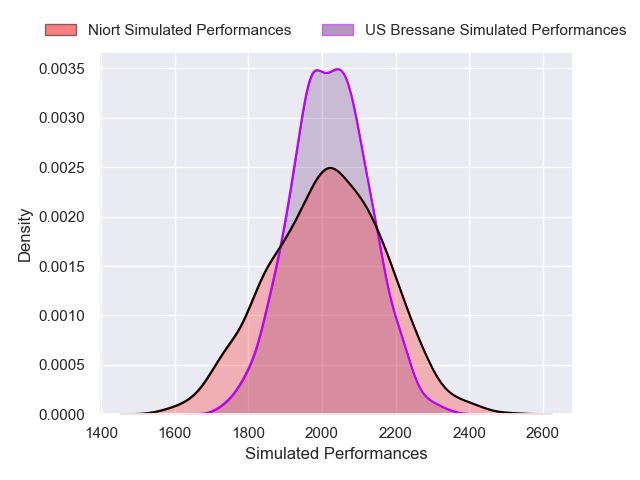 Niort Simulated Performances US Bressane Simulated Performances
0.0035
0.0030
0.0025
0.0020
0.0015
0.0010
0.0005
0.0000
Density
1400 1600 1800 2000 2200 2400 2600
Simulated Performances